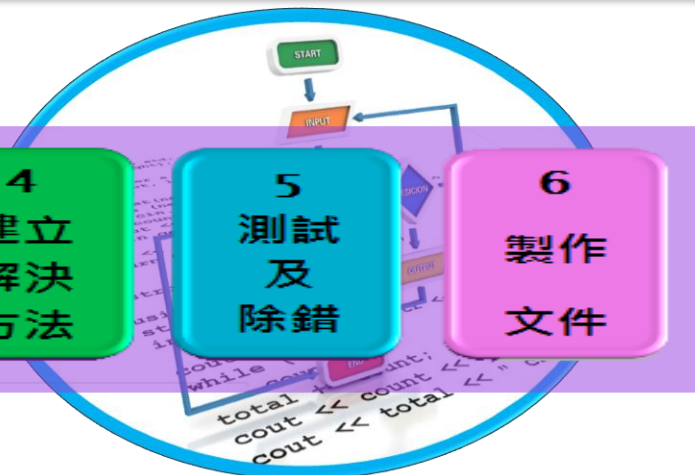 START
INPUT
4
建立
解決
方法
5
測試
及
除錯
6
製作
文件
while (
total
cout << count <<
cout << total << "